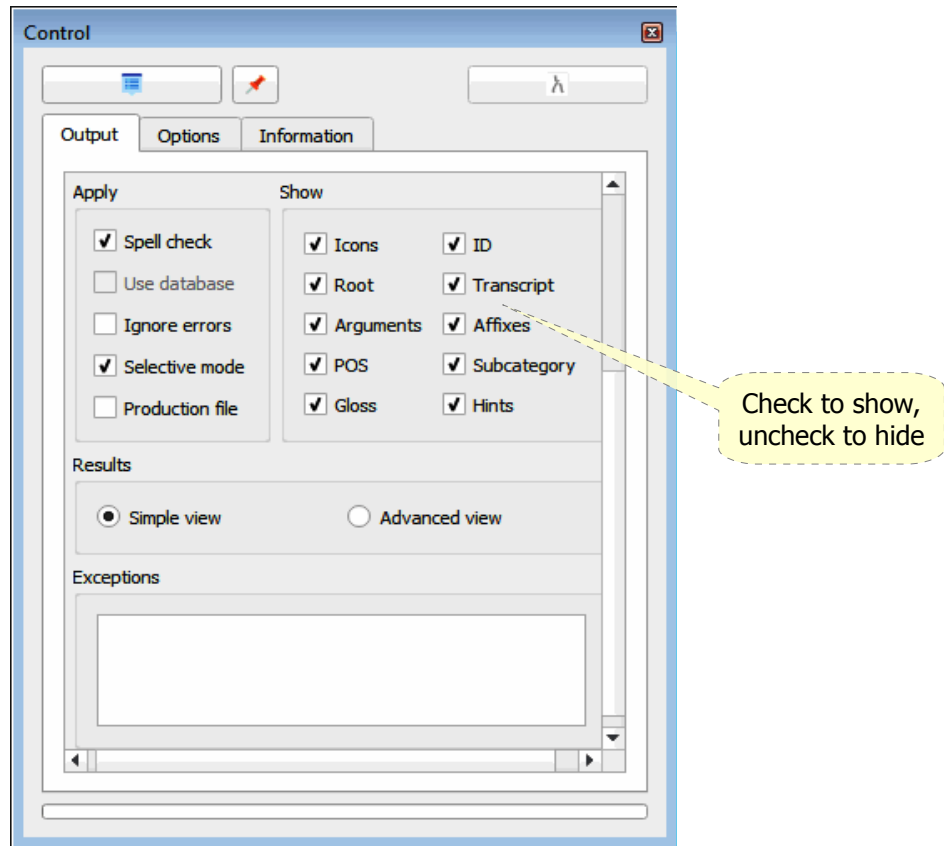 Control
λ
Output Options Information
Apply
Spell check
Use database
Ignore errors
Selective mode
Production file
Show
Icons ID
Root Transcript
Arguments Affixes
POS Subcategory
Gloss Hints
Check to show,
uncheck to hide
Results
Simple view Advanced view
Exceptions